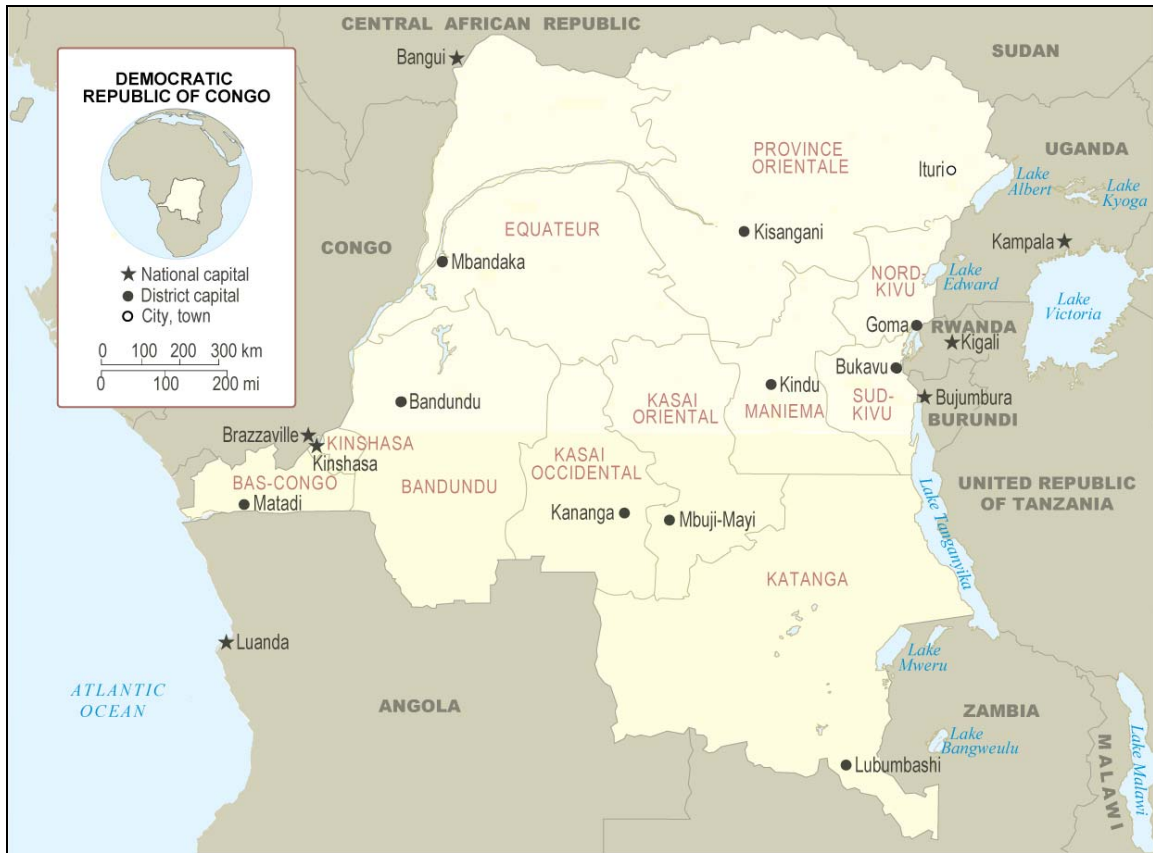 CENTRAL AFRICAN REPUBLIC
SUDAN
Bangui
DEMOCRATIC
REPUBLIC OF CONGO
National capital
District capital
City, town
0 100 200 300 km
0 100 200 mi
PROVINCE
ORIENTALE
Ituri
UGANDA
Lake
Albert
Lake
Kyoga
CONGO
EQUATEUR
Kisangani
Kampala
Mbandaka
NORD-
KIVU
Lake
Edward
Lake
Victoria
Goma
RWANDA
Kigali
Bukavu
Kindu
Bandundu
KASAI
ORIENTAL
MANIEMA
SUD-
KIVU
Bujumbura
BURUNDI
Brazzaville
KINSHASA
Kinshasa
KASAI
OCCIDENTAL
BAS-CONGO
Matadi
BANDUNDU
UNITED REPUBLIC
OF TANZANIA
Kananga
Mbuji-Mayi
Lake Tanganyika
KATANGA
Luanda
Lake
Mweru
ATLANTIC
OCEAN
ANGOLA
ZAMBIA
Lake
Bangweulu
Lubumbashi
MALAWI
Lake Malawi